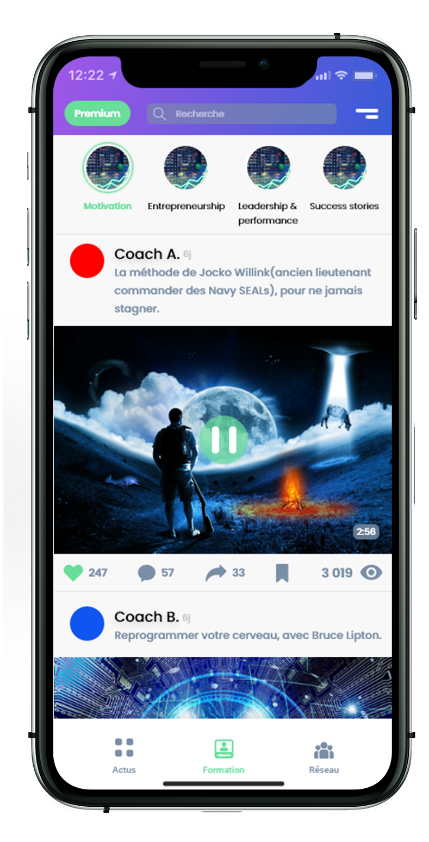 12:22
Premium
Recherche
Motivation
Entrepreneurship
Leadership &
performance
Success stories
Coach A. 6j
La méthode de Jocko Willink(ancien lieutenant
commander des Navy SEALs), pour ne jamais
stagner.
2:56
247
57
33
3 019
Coach B. 6j
Reprogrammer votre cerveau, avec Bruce Lipton.
Actus
Formation
Réseau